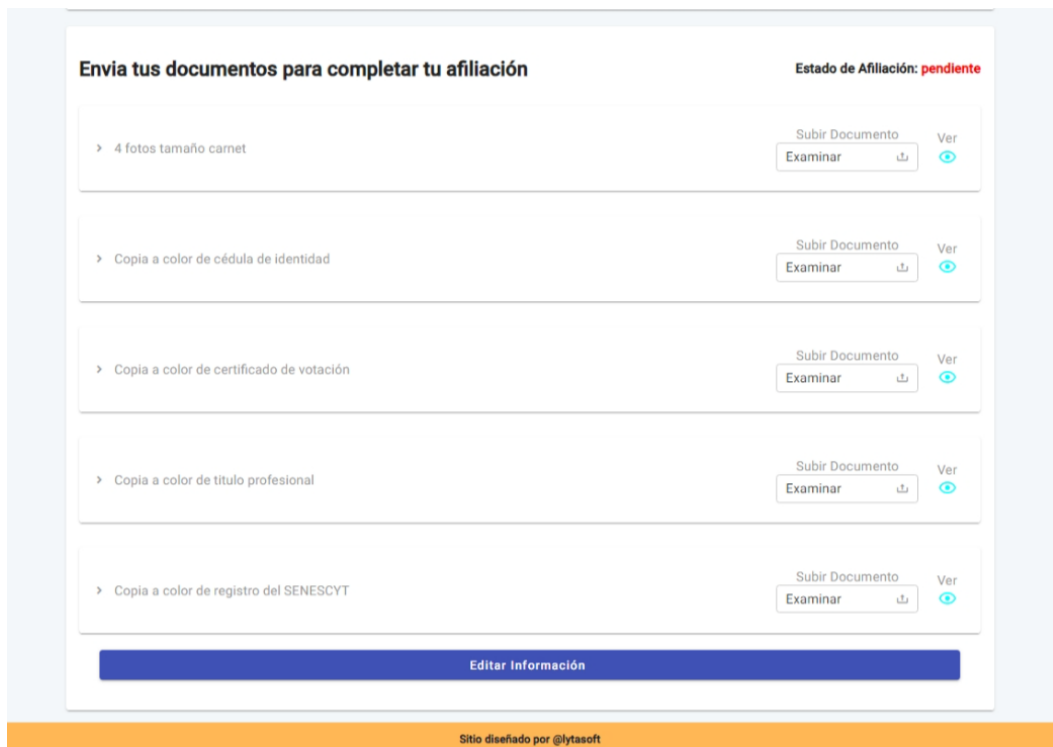 Envia tus documentos para completar tu afiliación
Estado de Afiliación: pendiente
4 fotos tamaño carnet
Subir Documento
Ver
Examinar
Copia a color de cédula de identidad
Subir Documento
Ver
Examinar
Copia a color de certificado de votación
Subir Documento
Ver
Examinar
Copia a color de titulo profesional
Subir Documento
Ver
Examinar
Copia a color de registro del SENESCYT
Subir Documento
Ver
Examinar
Editar Información
Sitio diseñado por @lytasoft